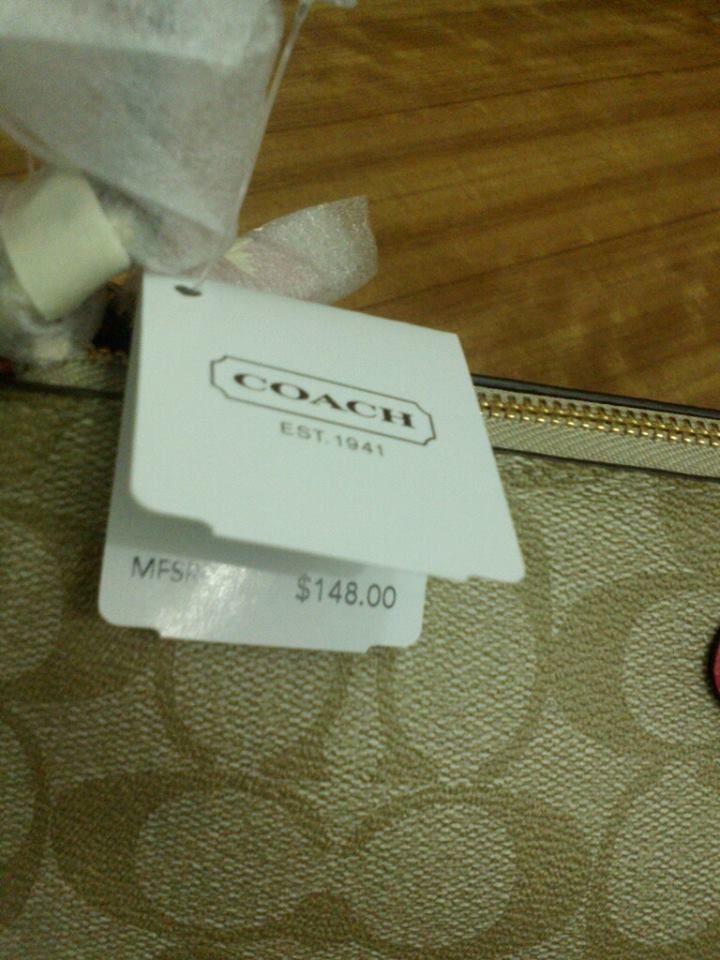 COACH
EST. 1941
$148.00